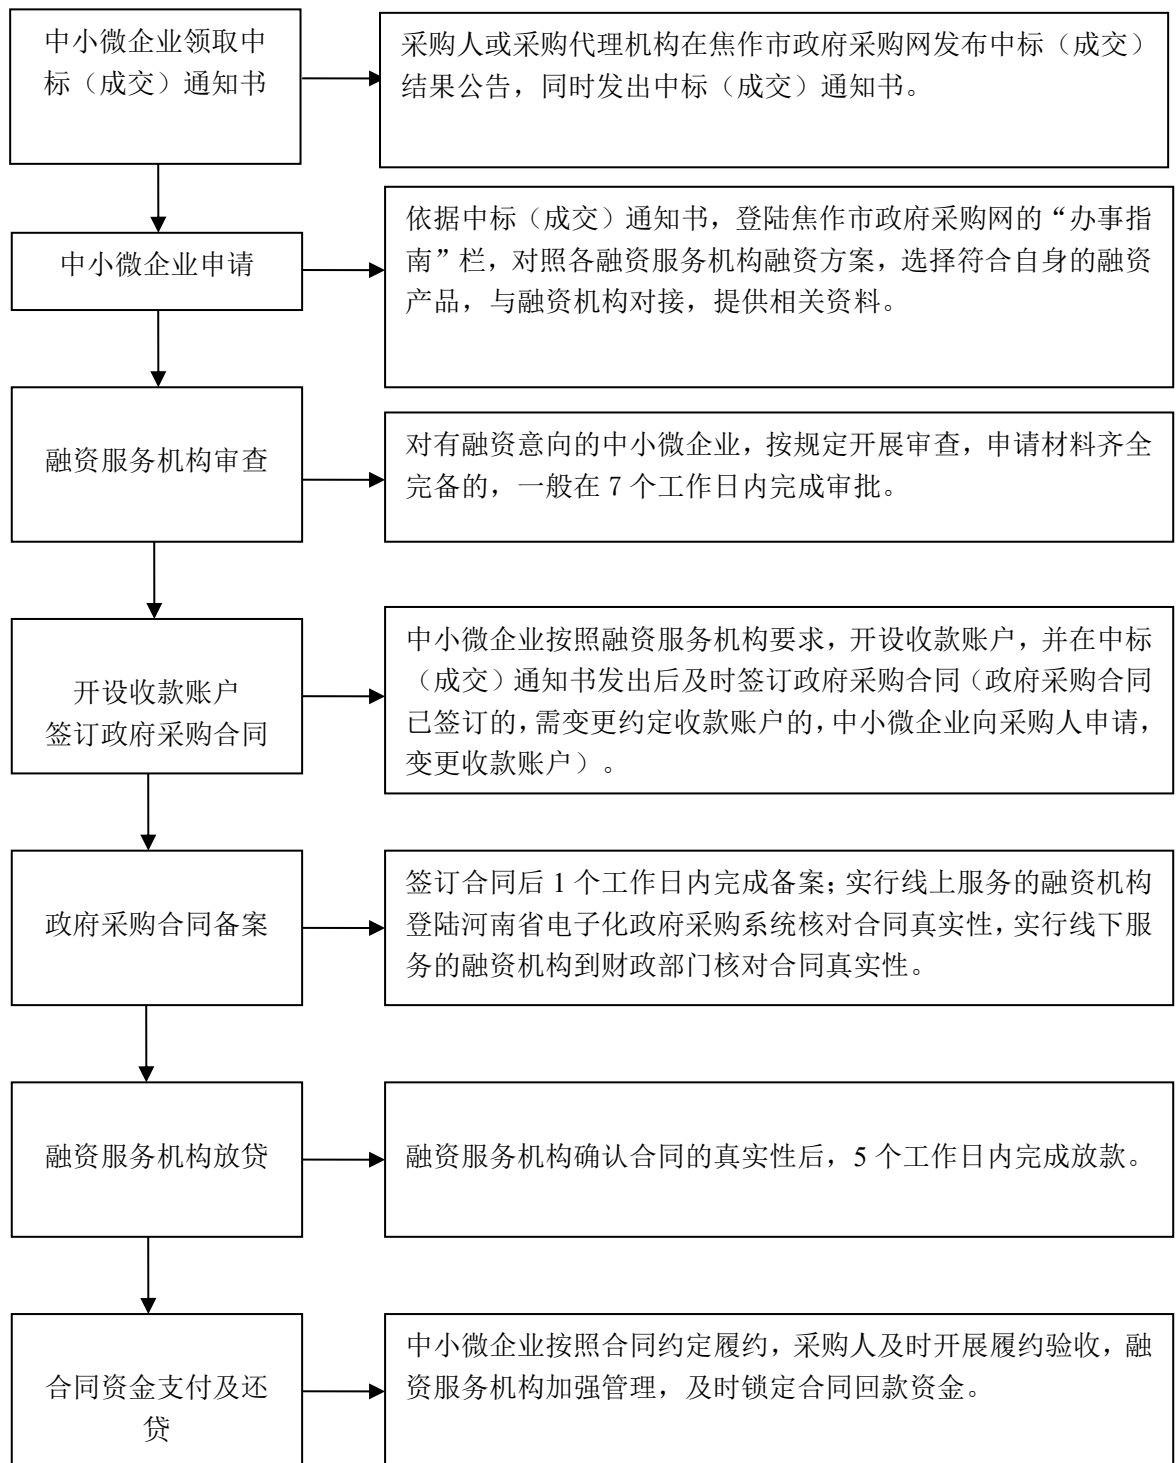 中小微企业领取中
标（成交）通知书
采购人或采购代理机构在焦作市政府采购网发布中标（成交）
结果公告，同时发出中标（成交）通知书。
中小微企业申请
依据中标（成交）通知书，登陆焦作市政府采购网的“办事指
南”栏，对照各融资服务机构融资方案，选择符合自身的融资
产品，与融资机构对接，提供相关资料。
融资服务机构审查
对有融资意向的中小微企业，按规定开展审查，申请材料齐全
完备的，一般在 7 个工作日内完成审批。
开设收款账户
签订政府采购合同
中小微企业按照融资服务机构要求，开设收款账户，并在中标
（成交）通知书发出后及时签订政府采购合同（政府采购合同
已签订的，需变更约定收款账户的，中小微企业向采购人申请，
变更收款账户）。
政府采购合同备案
签订合同后 1 个工作日内完成备案；实行线上服务的融资机构
登陆河南省电子化政府采购系统核对合同真实性，实行线下服
务的融资机构到财政部门核对合同真实性。
融资服务机构放贷
融资服务机构确认合同的真实性后，5 个工作日内完成放款。
合同资金支付及还
贷
中小微企业按照合同约定履约，采购人及时开展履约验收，融
资服务机构加强管理，及时锁定合同回款资金。